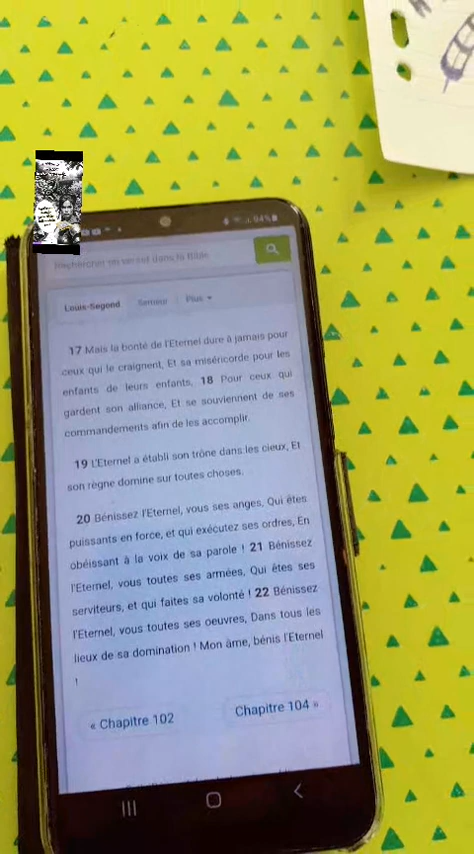 94%
Rechercher un verset dans la Bible
Louis-Segond Semeur Plus
17 Mais la bonté de l'Eternel dure à jamais pour
ceux qui le craignent, Et sa miséricorde pour les
enfants de leurs enfants, 18 Pour ceux qui
gardent son alliance, Et se souviennent de ses
commandements afin de les accomplir.
19 L'Eternel a établi son trône dans les cieux, Et
son règne domine sur toutes choses.
20 Bénissez l'Eternel, vous ses anges, Qui êtes
puissants en force, et qui exécutez ses ordres, En
obéissant à la voix de sa parole ! 21 Bénissez
l'Eternel, vous toutes ses armées, Qui êtes ses
serviteurs, et qui faites sa volonté ! 22 Bénissez
l'Eternel, vous toutes ses oeuvres, Dans tous les
lieux de sa domination ! Mon âme, bénis l'Eternel
!
« Chapitre 102 Chapitre 104 »